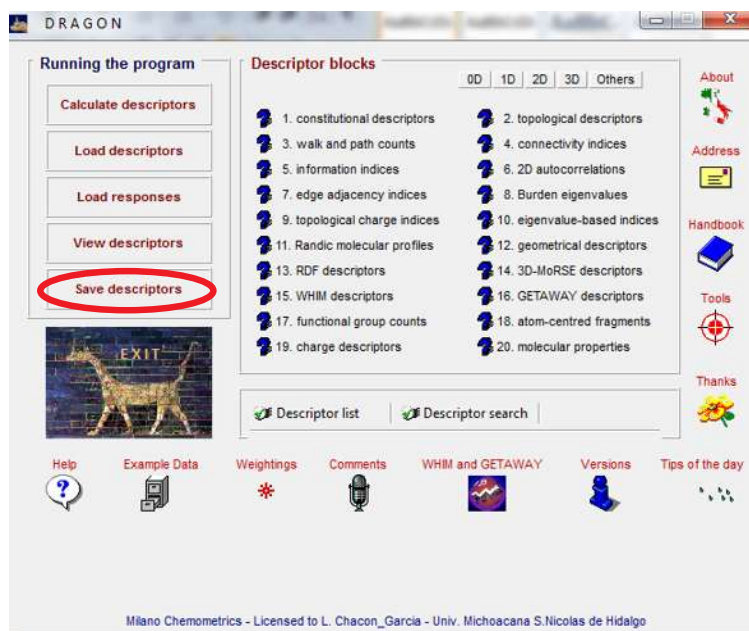 DRAGON
Running the program
Calculate descriptors
Load descriptors
Load responses
View descriptors
Save descriptors
EXIT
Descriptor blocks
0D 1D 2D 3D Others
1. constitutional descriptors 2. topological descriptors
3. walk and path counts 4. connectivity indices
5. information indices 6. 2D autocorrelations
7. edge adjacency indices 8. Burden eigenvalues
9. topological charge indices 10. eigenvalue-based indices
11. Randic molecular profiles 12. geometrical descriptors
13. RDF descriptors 14. 3D-MoRSE descriptors
15. WHIM descriptors 16. GETAWAY descriptors
17. functional group counts 18. atom-centred fragments
19. charge descriptors 20. molecular properties
Descriptor list Descriptor search
About
Address
Handbook
Tools
Thanks
Help Example Data Weightings Comments WHIM and GETAWAY Versions Tips of the day
Milano Chemometrics - Licensed to L. Chacon_Garcia - Univ. Michoacana S.Nicolas de Hidalgo